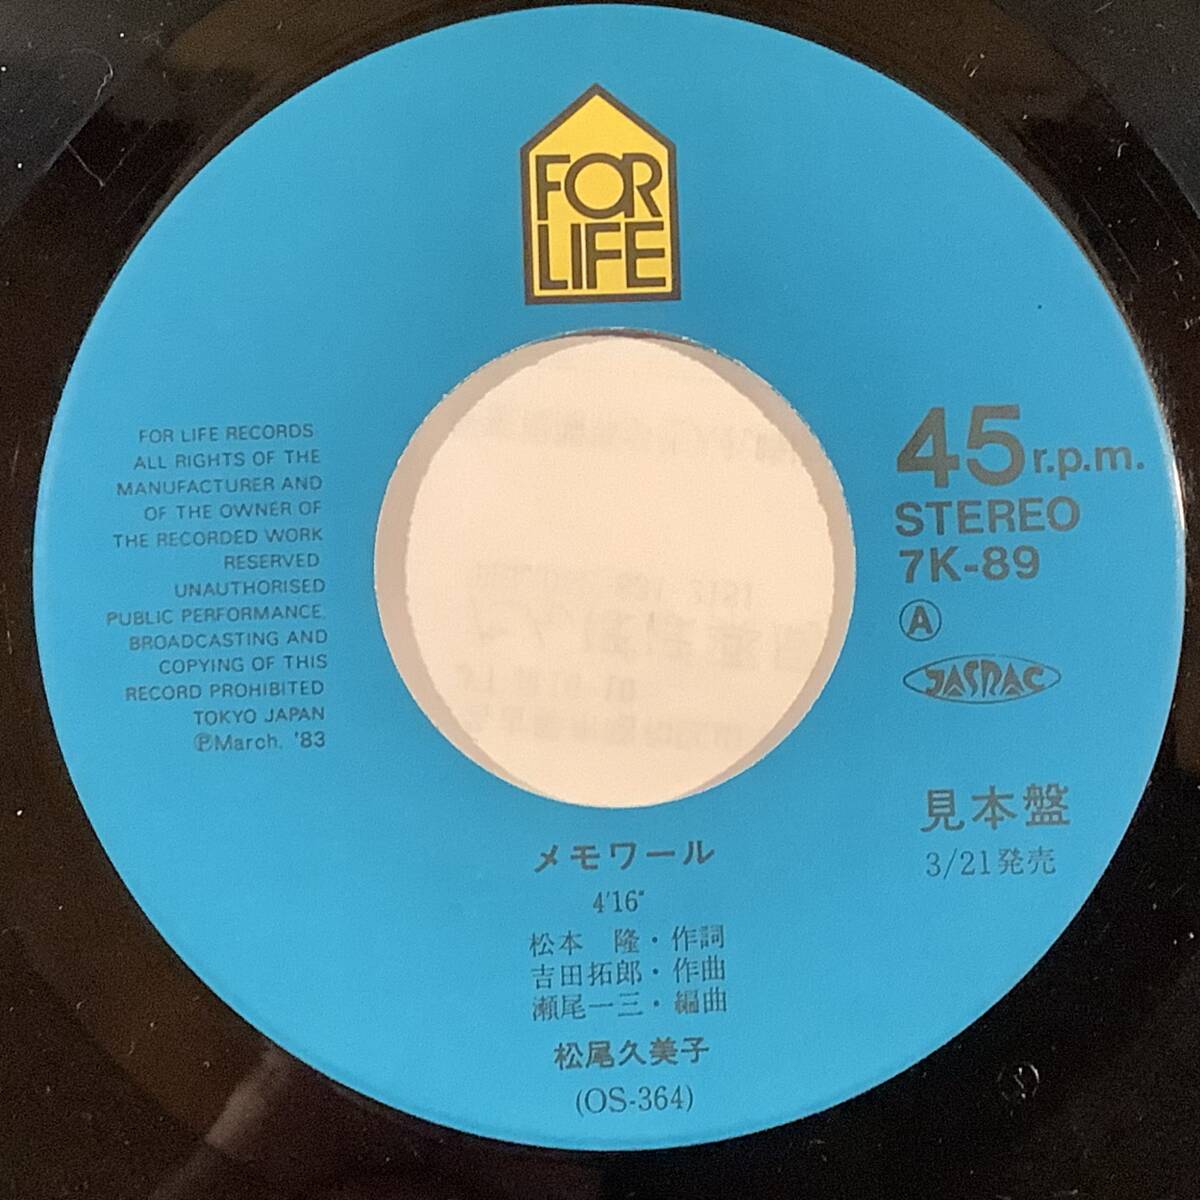 FOR
LIFE
FOR LIFE RECORDS
ALL RIGHTS OF THE
MANUFACTURER AND
OF THE OWNER OF
THE RECORDED WORK
RESERVED
UNAUTHORISED
PUBLIC PERFORMANCE,
BROADCASTING AND
COPYING OF THIS
RECORD PROHIBITED
TOKYO JAPAN
℗March. '83
45r.p.m.
STEREO
7K-89
Ⓐ
JASRAC
見本盤
3/21発売
メモワール
4'16"
松本 隆・作詞
吉田拓郎・作曲
瀬尾一三・編曲
松尾久美子
(OS-364)